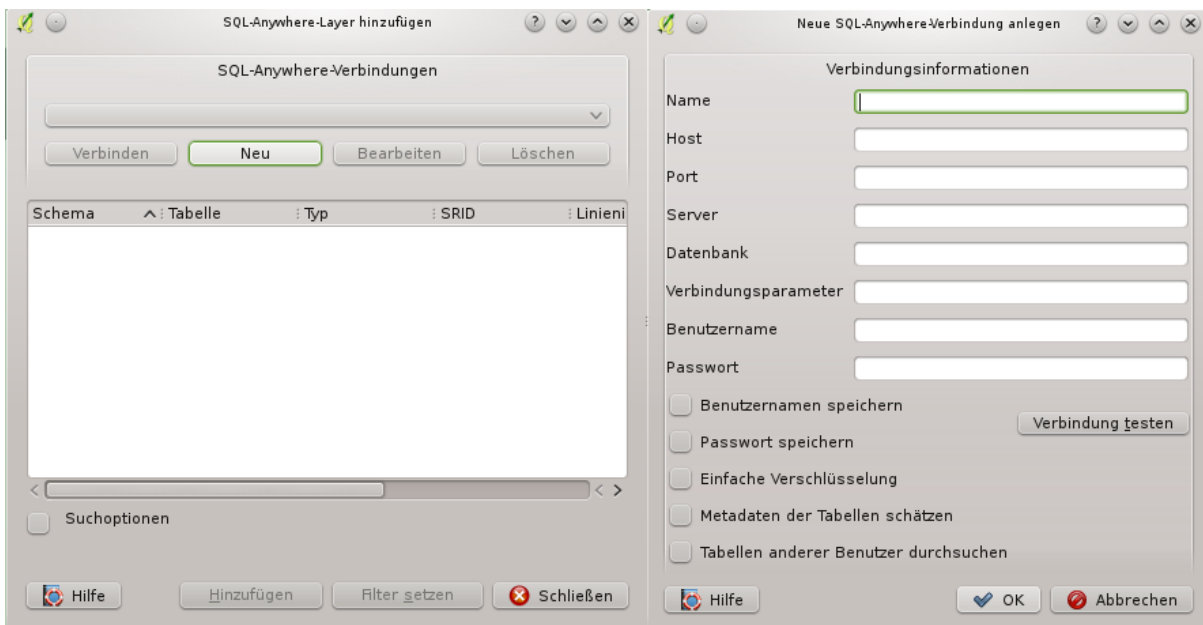 SQL-Anywhere-Layer hinzufügen
SQL-Anywhere-Verbindungen
Verbinden Neu Bearbeiten Löschen
Schema Tabelle Typ SRID Linieni
Suchoptionen
Hilfe Hinzufügen Filter setzen Schließen
Neue SQL-Anywhere-Verbindung anlegen
Verbindungsinformationen
Name
Host
Port
Server
Datenbank
Verbindungsparameter
Benutzername
Passwort
Benutzernamen speichern
Verbindung testen
Passwort speichern
Einfache Verschlüsselung
Metadaten der Tabellen schätzen
Tabellen anderer Benutzer durchsuchen
Hilfe OK Abbrechen